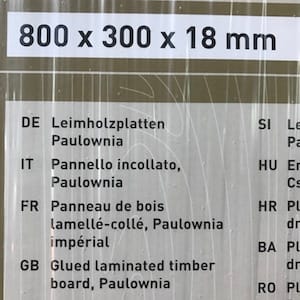 800 x 300 x 18 mm
DE Leimholzplatten
Paulownia
IT Pannello incollato,
Paulownia
FR Panneau de bois
lamellé-collé, Paulownia
impérial
GB Glued laminated timber
board, Paulownia
SI
HU
HR
BA
RO